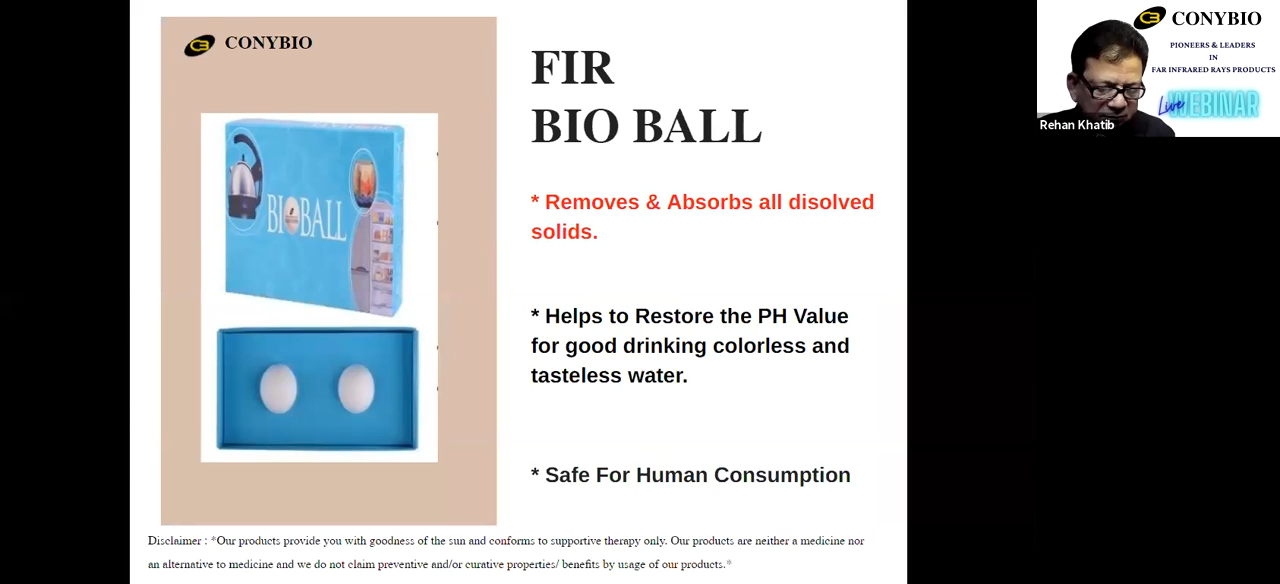 CONYBIO
FIR
BIO BALL
* Removes & Absorbs all disolved
solids.
BIOBALL
* Helps to Restore the PH Value
for good drinking colorless and
tasteless water.
* Safe For Human Consumption
Disclaimer : *Our products provide you with goodness of the sun and conforms to supportive therapy only. Our products are neither a medicine nor
an alternative to medicine and we do not claim preventive and/or curative properties/ benefits by usage of our products.*
CONYBIO
PIONEERS & LEADERS
IN
FAR INFRARED RAYS PRODUCTS
Live WEBINAR
Rehan Khatib